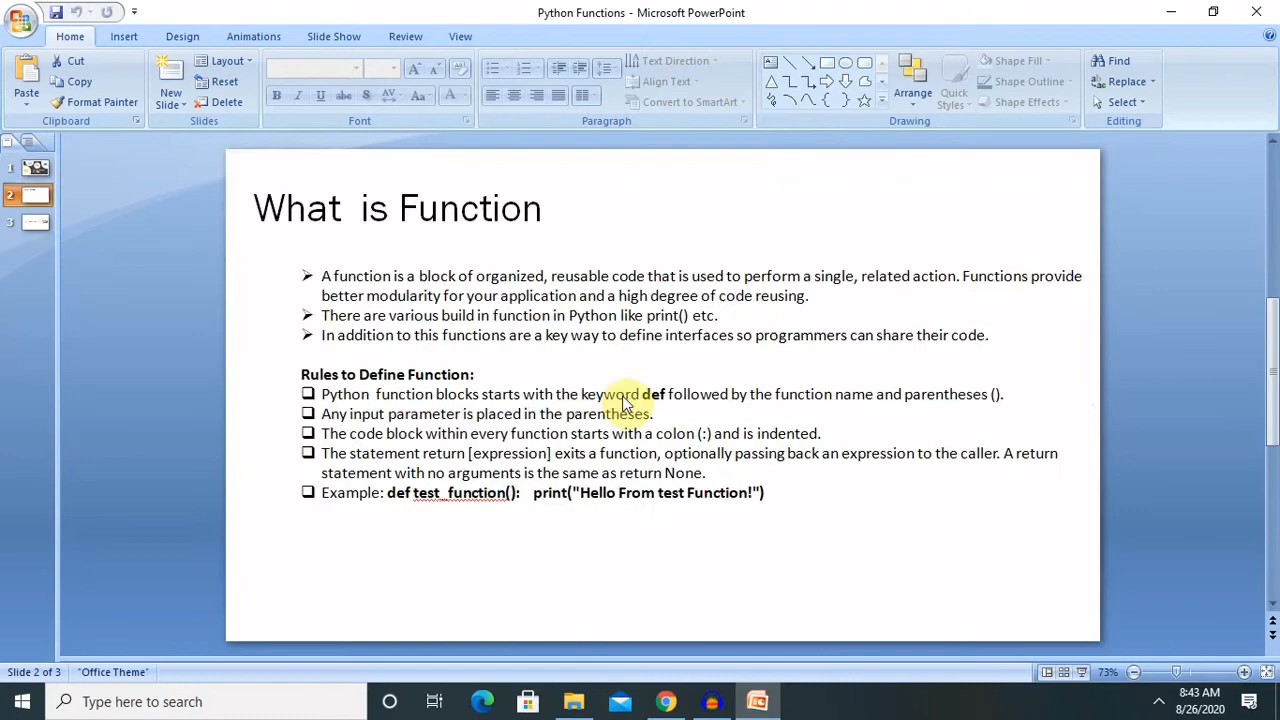 Python Functions - Microsoft PowerPoint
Home Insert Design Animations Slide Show Review View
Paste
Cut
Copy
Format Painter
Clipboard
New Slide
Layout
Reset
Delete
Slides
B I U abc S AV Aa A
Font
Text Direction
Align Text
Convert to SmartArt
Paragraph
Arrange
Quick Styles
Shape Fill
Shape Outline
Shape Effects
Drawing
Find
Replace
Select
Editing
1
2
3
What is Function
A function is a block of organized, reusable code that is used to perform a single, related action. Functions provide
better modularity for your application and a high degree of code reusing.
There are various build in function in Python like print() etc.
In addition to this functions are a key way to define interfaces so programmers can share their code.
Rules to Define Function:
Python function blocks starts with the keyword def followed by the function name and parentheses ().
Any input parameter is placed in the parentheses.
The code block within every function starts with a colon (:) and is indented.
The statement return [expression] exits a function, optionally passing back an expression to the caller. A return
statement with no arguments is the same as return None.
Example: def test_function(): print("Hello From test Function!")
Slide 2 of 3 "Office Theme" 73%
Type here to search
8:43 AM
8/26/2020